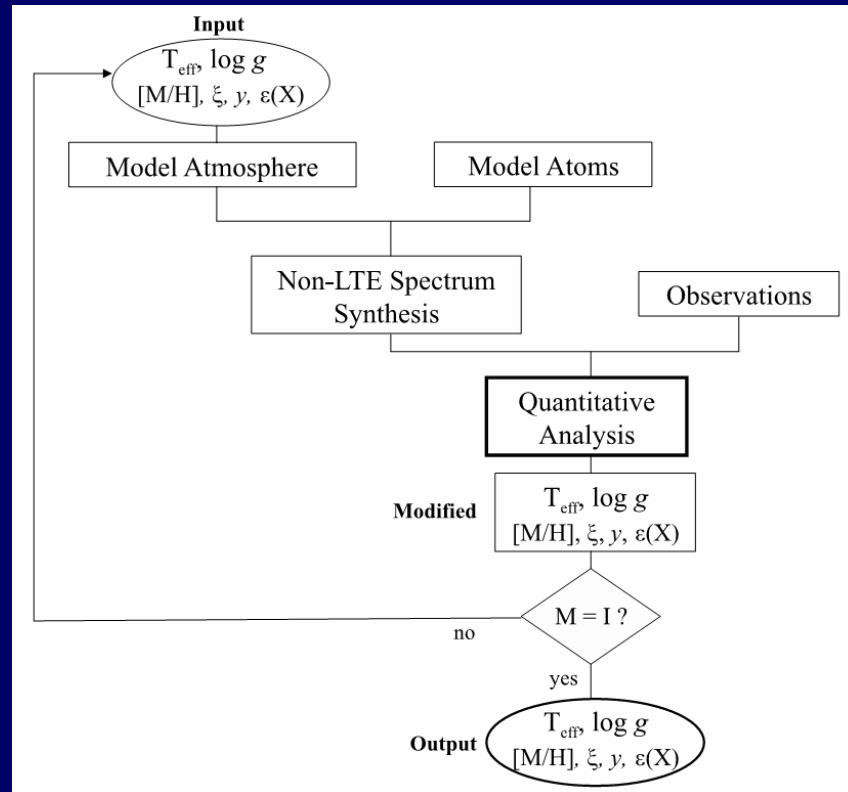 Input
T_eff, log g
[M/H], ξ, y, ε(X)
Model Atmosphere
Model Atoms
Non-LTE Spectrum
Synthesis
Observations
Quantitative
Analysis
Modified
T_eff, log g
[M/H], ξ, y, ε(X)
M = I ?
no
yes
Output
T_eff, log g
[M/H], ξ, y, ε(X)